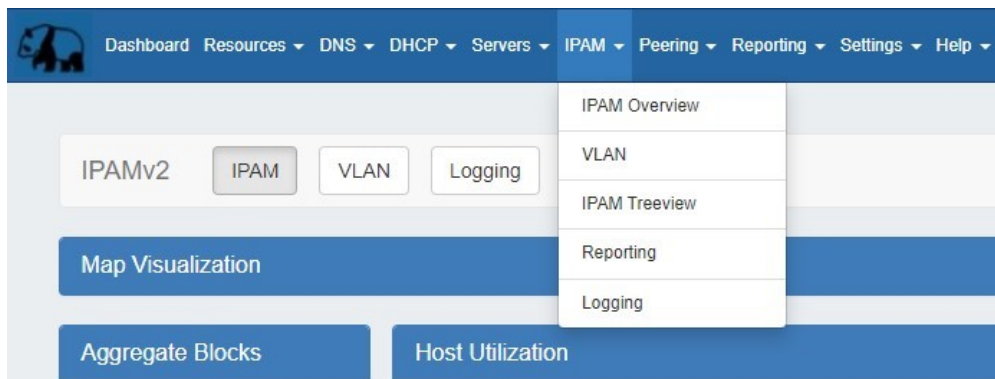 Dashboard Resources DNS DHCP Servers IPAM Peering Reporting Settings Help
IPAM Overview
VLAN
IPAM Treeview
Reporting
Logging
IPAMv2 IPAM VLAN Logging
Map Visualization
Aggregate Blocks
Host Utilization